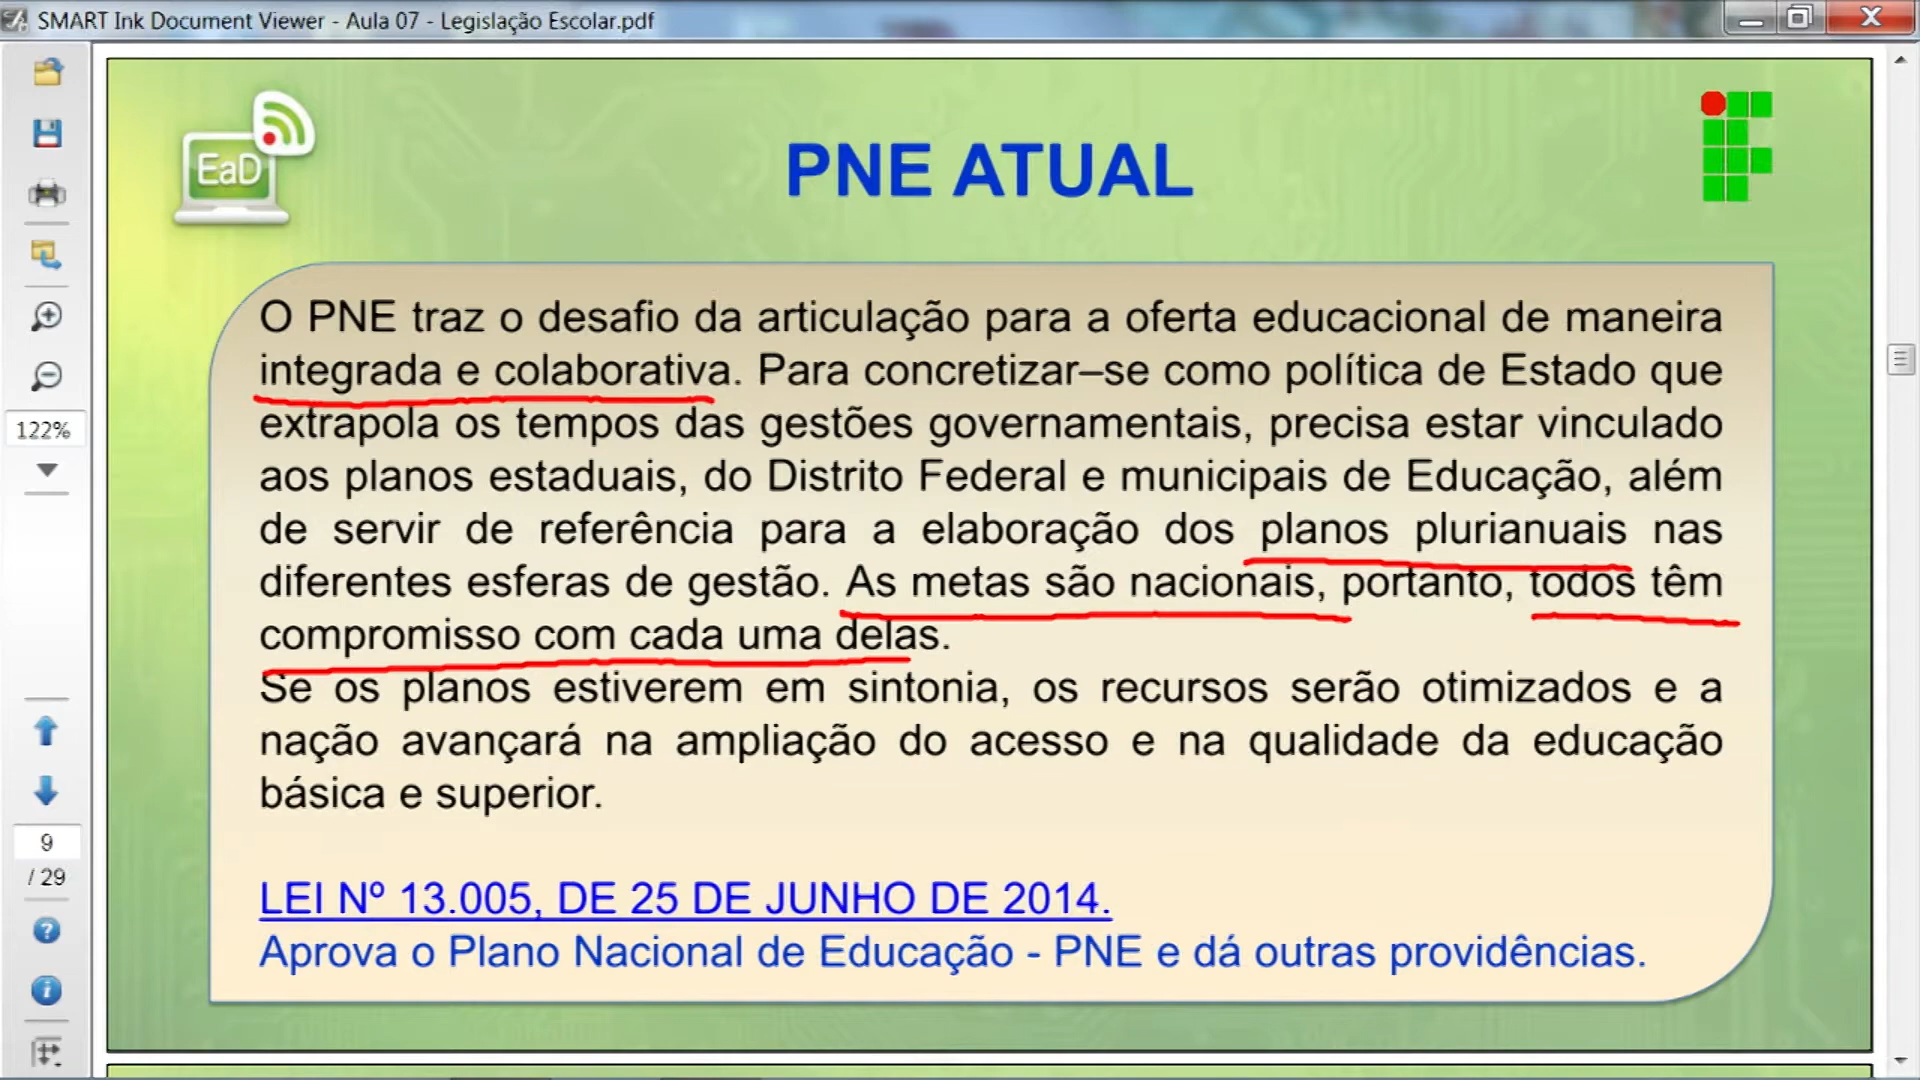 SMART Ink Document Viewer - Aula 07 - Legislação Escolar.pdf
EaD
PNE ATUAL
O PNE traz o desafio da articulação para a oferta educacional de maneira
integrada e colaborativa. Para concretizar–se como política de Estado que
extrapola os tempos das gestões governamentais, precisa estar vinculado
aos planos estaduais, do Distrito Federal e municipais de Educação, além
de servir de referência para a elaboração dos planos plurianuais nas
diferentes esferas de gestão. As metas são nacionais, portanto, todos têm
compromisso com cada uma delas.
Se os planos estiverem em sintonia, os recursos serão otimizados e a
nação avançará na ampliação do acesso e na qualidade da educação
básica e superior.
LEI Nº 13.005, DE 25 DE JUNHO DE 2014.
Aprova o Plano Nacional de Educação - PNE e dá outras providências.
122%
9
/ 29